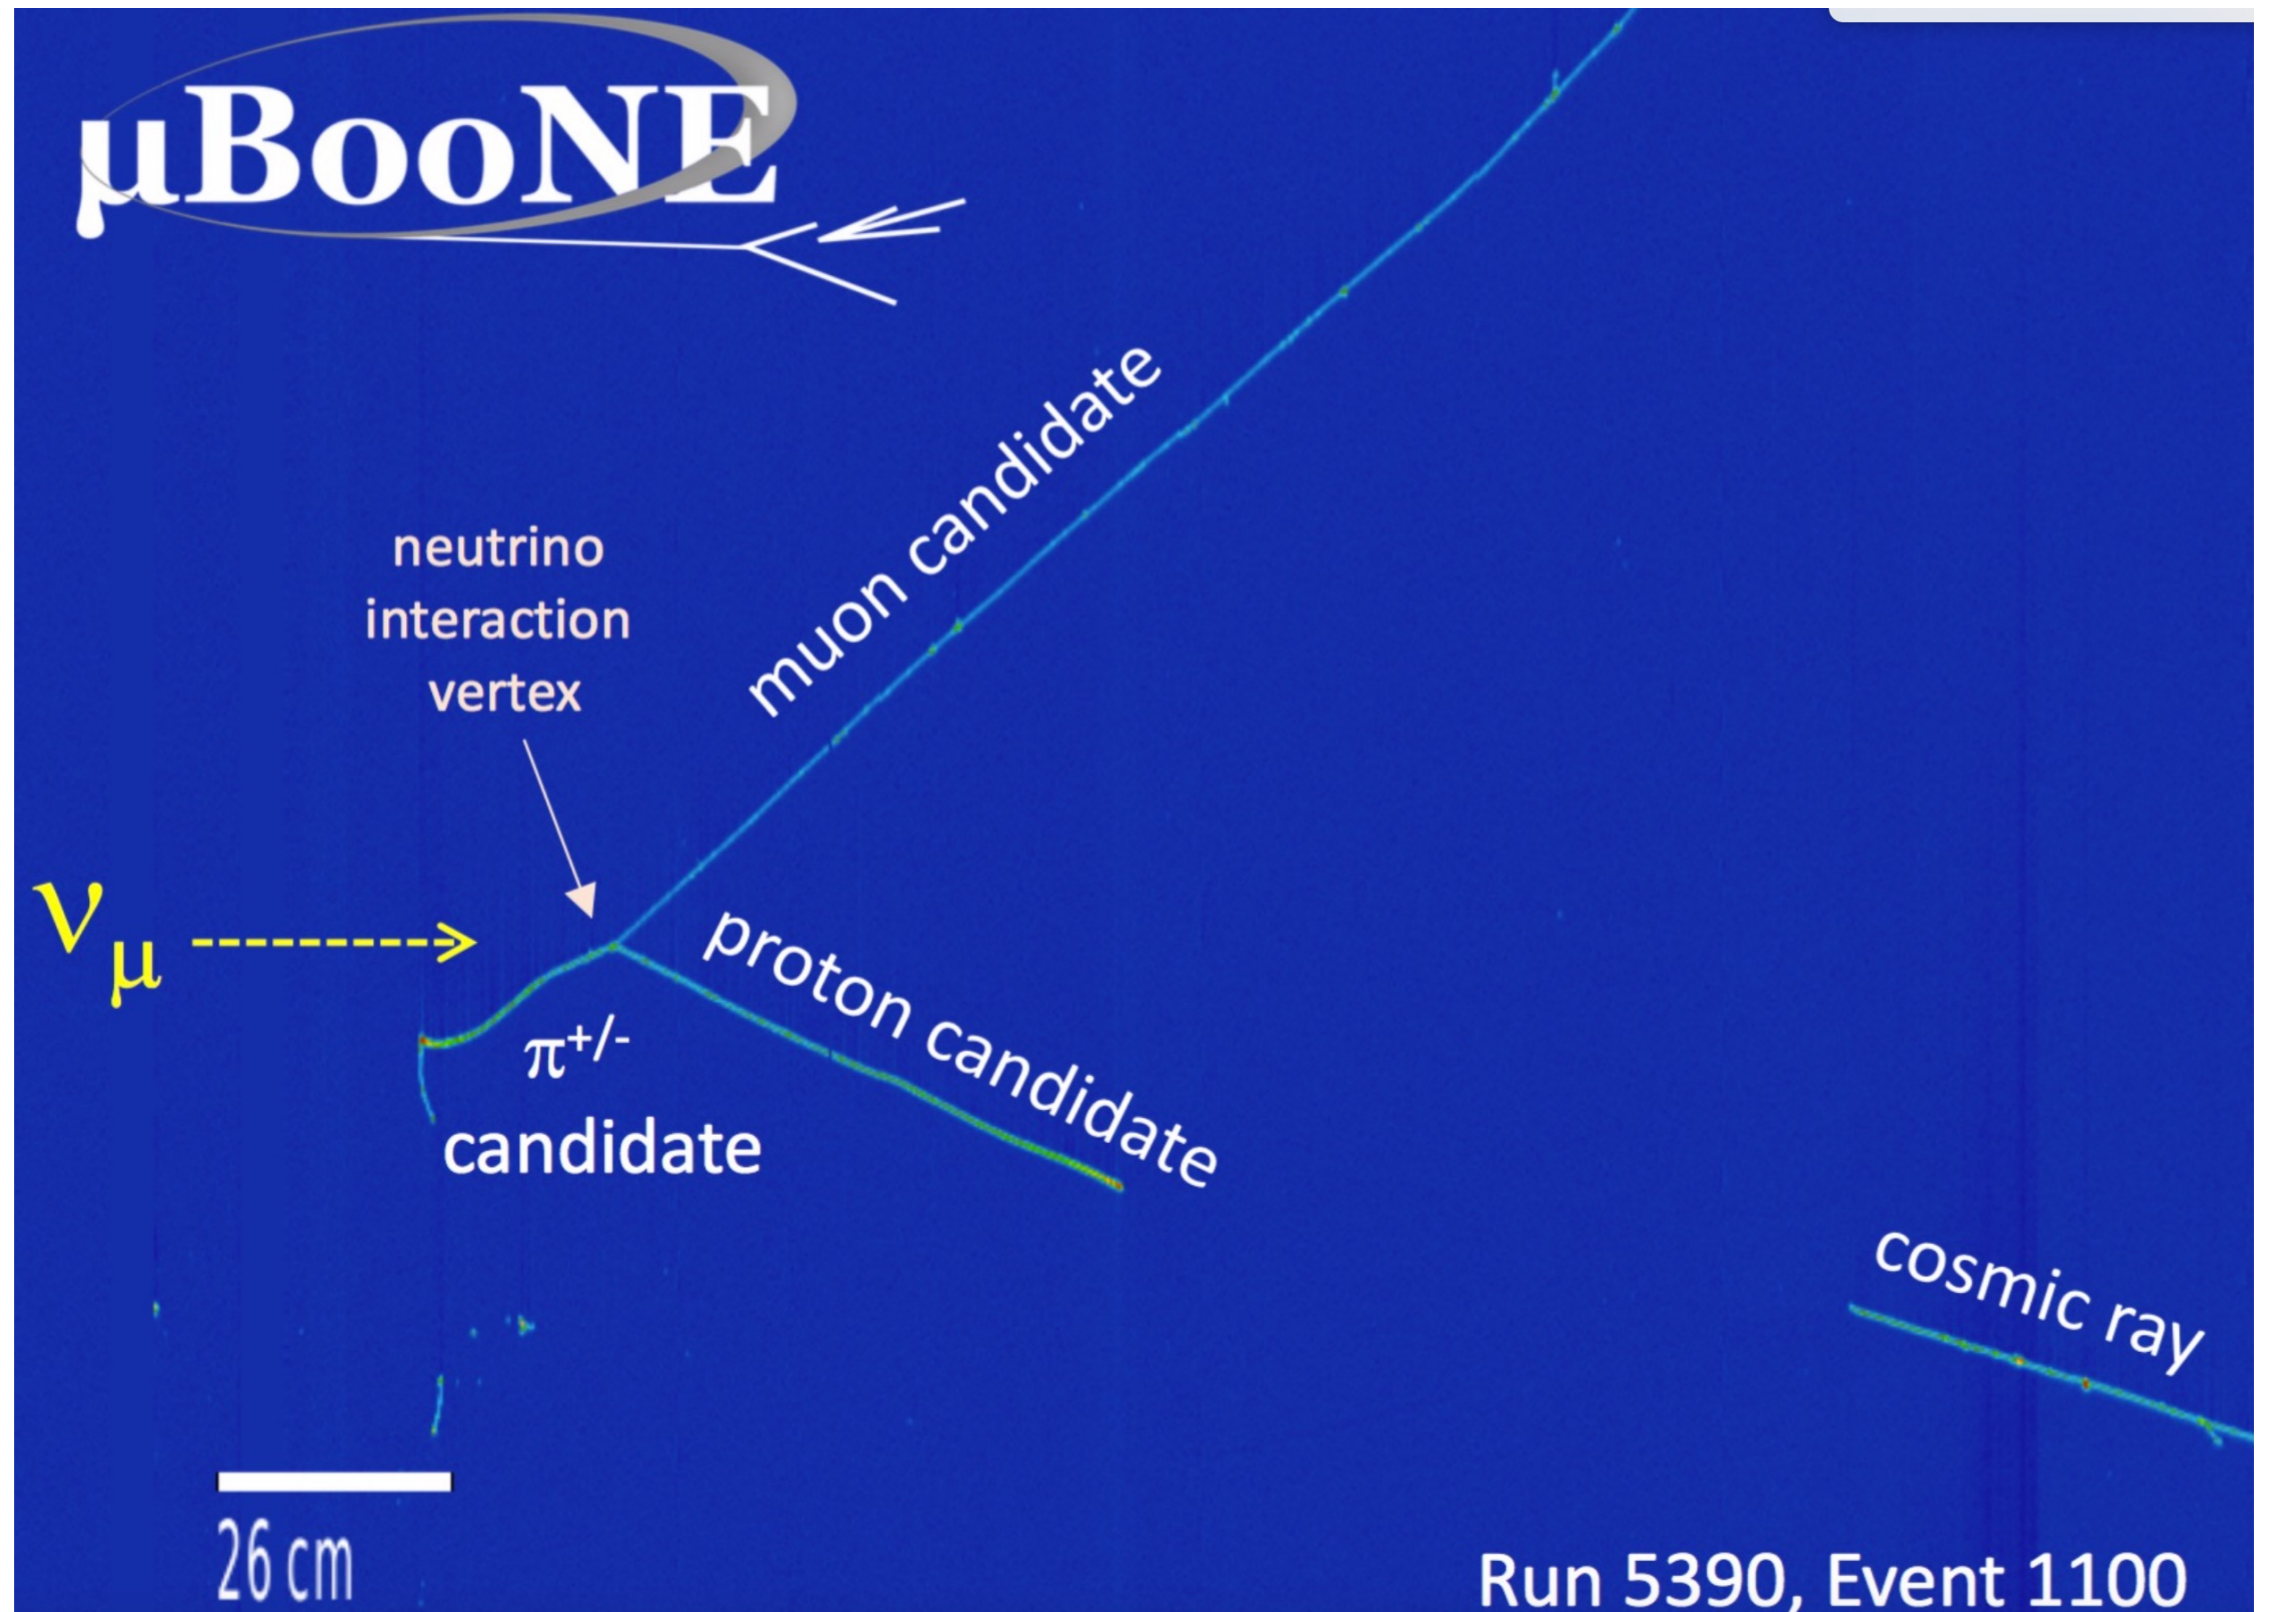 µBooNE
muon candidate
neutrino
interaction
vertex
νμ
proton candidate
π+/-
candidate
cosmic ray
26 cm
Run 5390, Event 1100